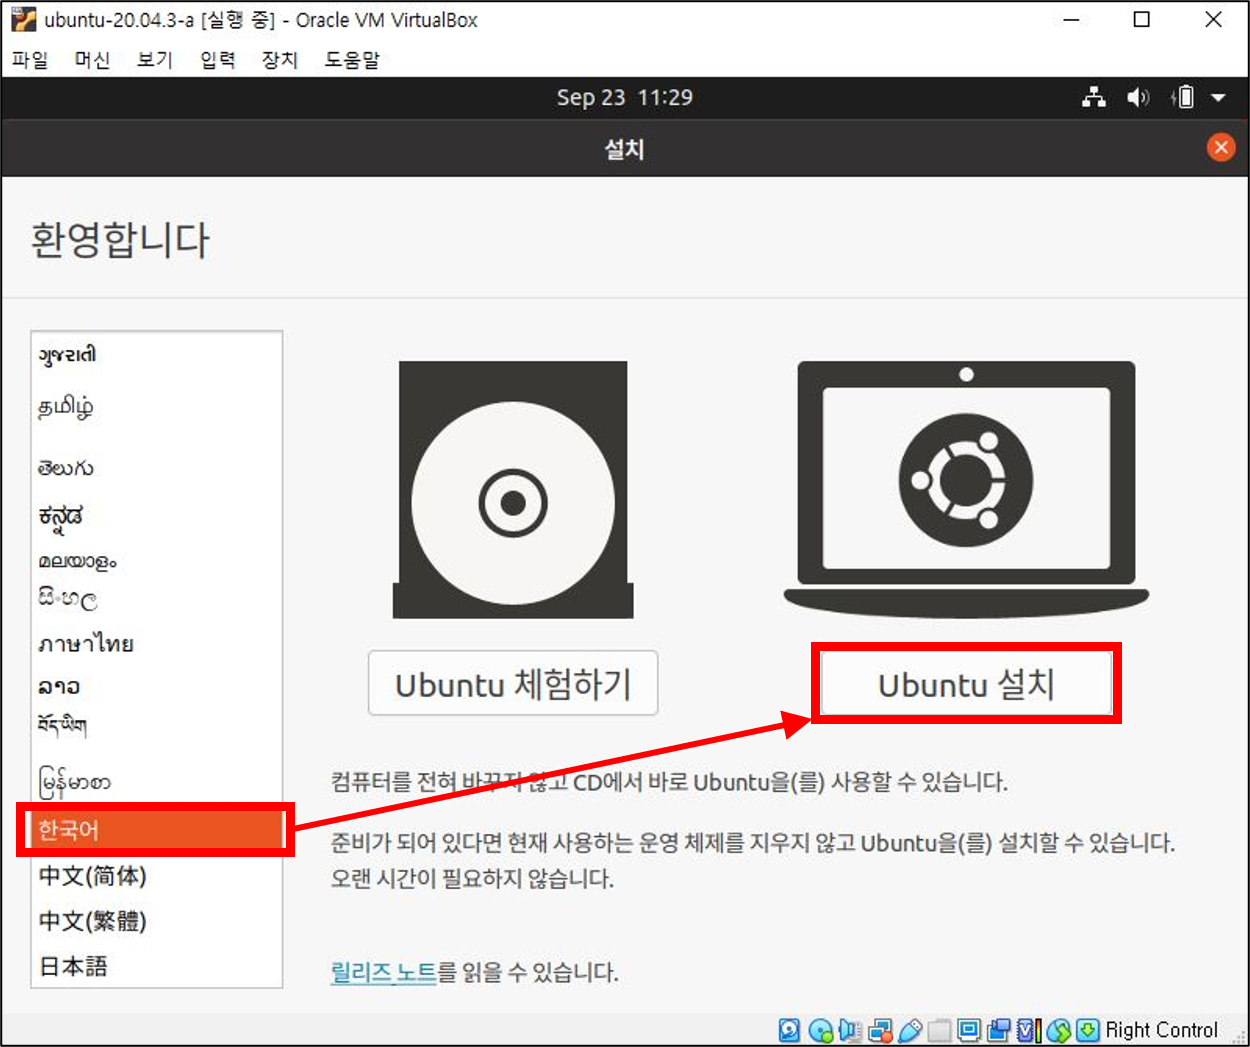 ubuntu-20.04.3-a [실행 중] - Oracle VM VirtualBox
파일 머신 보기 입력 장치 도움말
Sep 23 11:29
설치
환영합니다
ગુજરાતી
தமிழ்
తెలుగు
ಕನ್ನಡ
മലയാളം
සිංහල
ภาษาไทย
ລາວ
བོད་ཡིག
မြန်မာစာ
한국어
中文(简体)
中文(繁體)
日本語
Ubuntu 체험하기
Ubuntu 설치
컴퓨터를 전혀 바꾸지 않고 CD에서 바로 Ubuntu을(를) 사용할 수 있습니다.
준비가 되어 있다면 현재 사용하는 운영 체제를 지우지 않고 Ubuntu을(를) 설치할 수 있습니다.
오랜 시간이 필요하지 않습니다.
릴리즈 노트를 읽을 수 있습니다.
Right Control